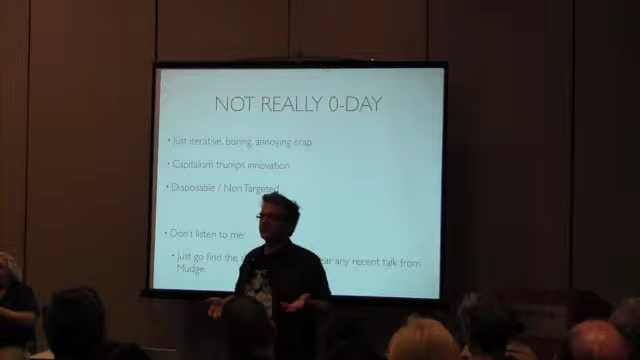 NOT REALLY 0-DAY
• Just iterative, boring, annoying crap
• Capitalism trumps innovation
• Disposable / Non Targeted
• Don't listen to me
• Just go find the ear any recent talk from
Mudge.